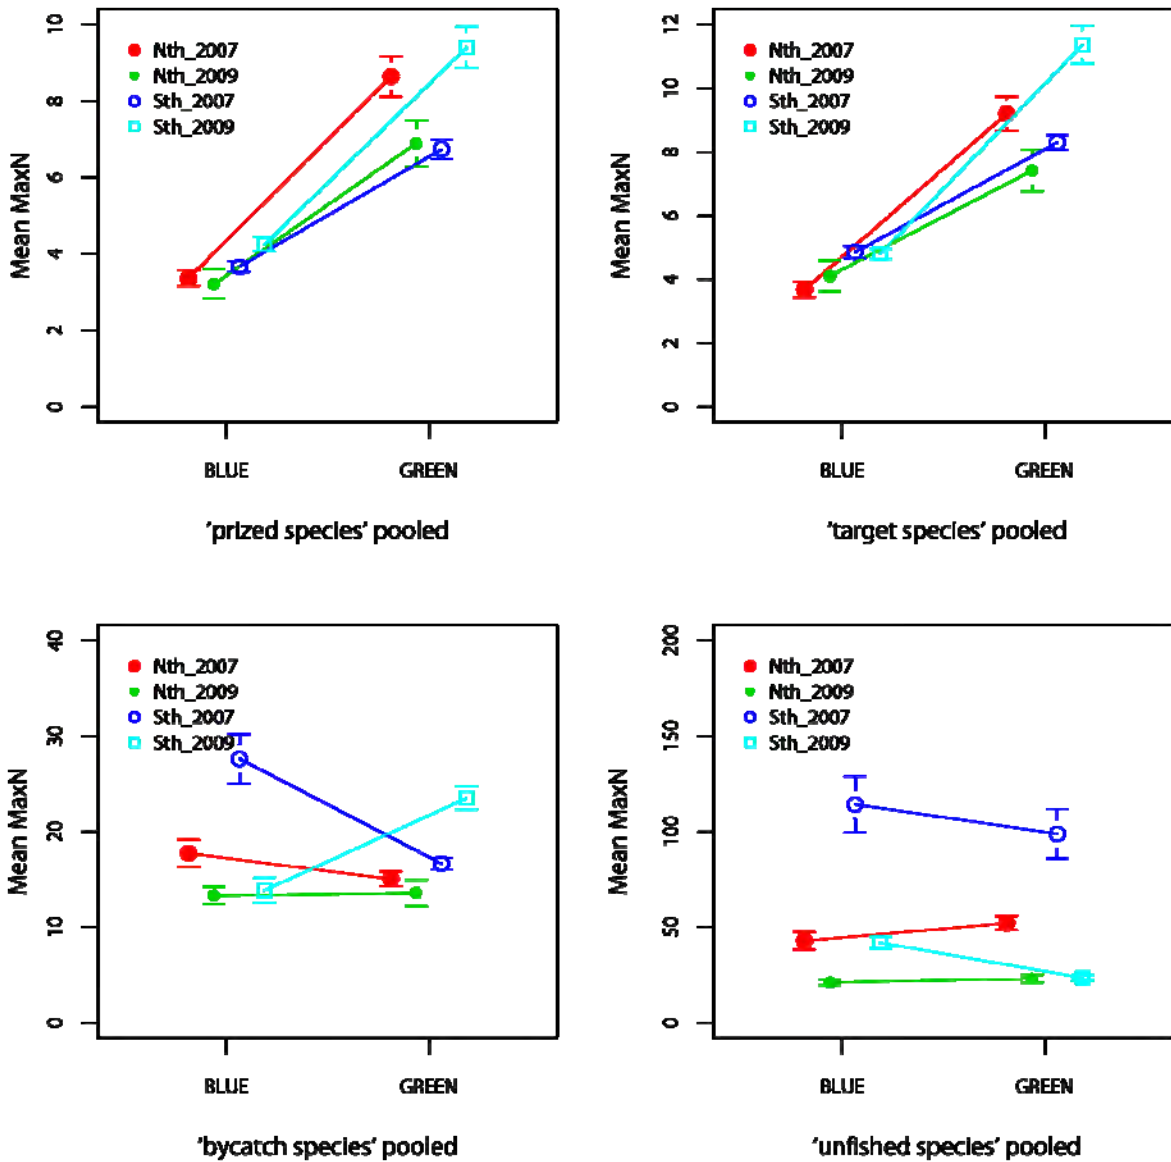 10
8
6
4
2
0
Mean MaxN
Nth_2007
Nth_2009
Sth_2007
Sth_2009
BLUE GREEN
'prized species' pooled
12
10
8
6
4
2
0
Mean MaxN
Nth_2007
Nth_2009
Sth_2007
Sth_2009
BLUE GREEN
'target species' pooled
40
30
20
10
0
Mean MaxN
Nth_2007
Nth_2009
Sth_2007
Sth_2009
BLUE GREEN
'bycatch species' pooled
200
150
100
50
0
Mean MaxN
Nth_2007
Nth_2009
Sth_2007
Sth_2009
BLUE GREEN
'unfished species' pooled